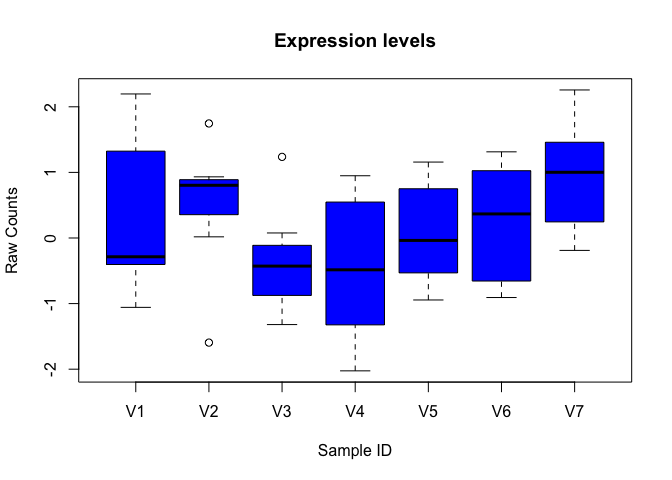 Expression levels
Raw Counts
2
1
0
-1
-2
V1 V2 V3 V4 V5 V6 V7
Sample ID